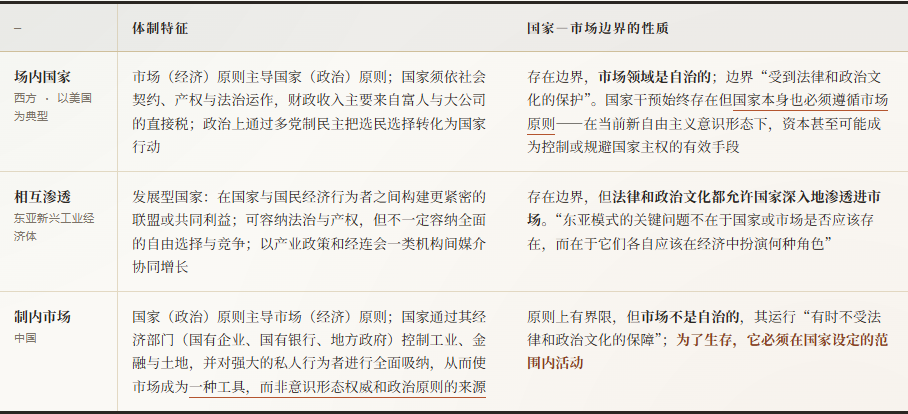 —
体制特征
国家—市场边界的性质
场内国家
西方 · 以美国
为典型
市场（经济）原则主导国家（政治）原则；国家须依社会
契约、产权与法治运作，财政收入主要来自富人与大公司
的直接税；政治上通过多党制民主把选民选择转化为国家
行动
存在边界，市场领域是自治的；边界“受到法律和政治文
化的保护”。国家干预始终存在但国家本身也必须遵循市场
原则——在当前新自由主义意识形态下，资本甚至可能成
为控制或规避国家主权的有效手段
相互渗透
东亚新兴工业经
济体
发展型国家：在国家与国民经济行为者之间构建更紧密的
联盟或共同利益；可容纳法治与产权，但不一定容纳全面
的自由选择与竞争；以产业政策和经连会一类机构间媒介
协同增长
存在边界，但法律和政治文化都允许国家深入地渗透进市
场。“东亚模式的关键问题不在于国家或市场是否应该存
在，而在于它们各自应该在经济中扮演何种角色”
制内市场
中国
国家（政治）原则主导市场（经济）原则；国家通过其经
济部门（国有企业、国有银行、地方政府）控制工业、金
融与土地，并对强大的私人行为者进行全面吸纳，从而使
市场成为一种工具，而非意识形态权威和政治原则的来源
原则上有界限，但市场不是自治的，其运行“有时不受法
律和政治文化的保障”；为了生存，它必须在国家设定的范
围内活动